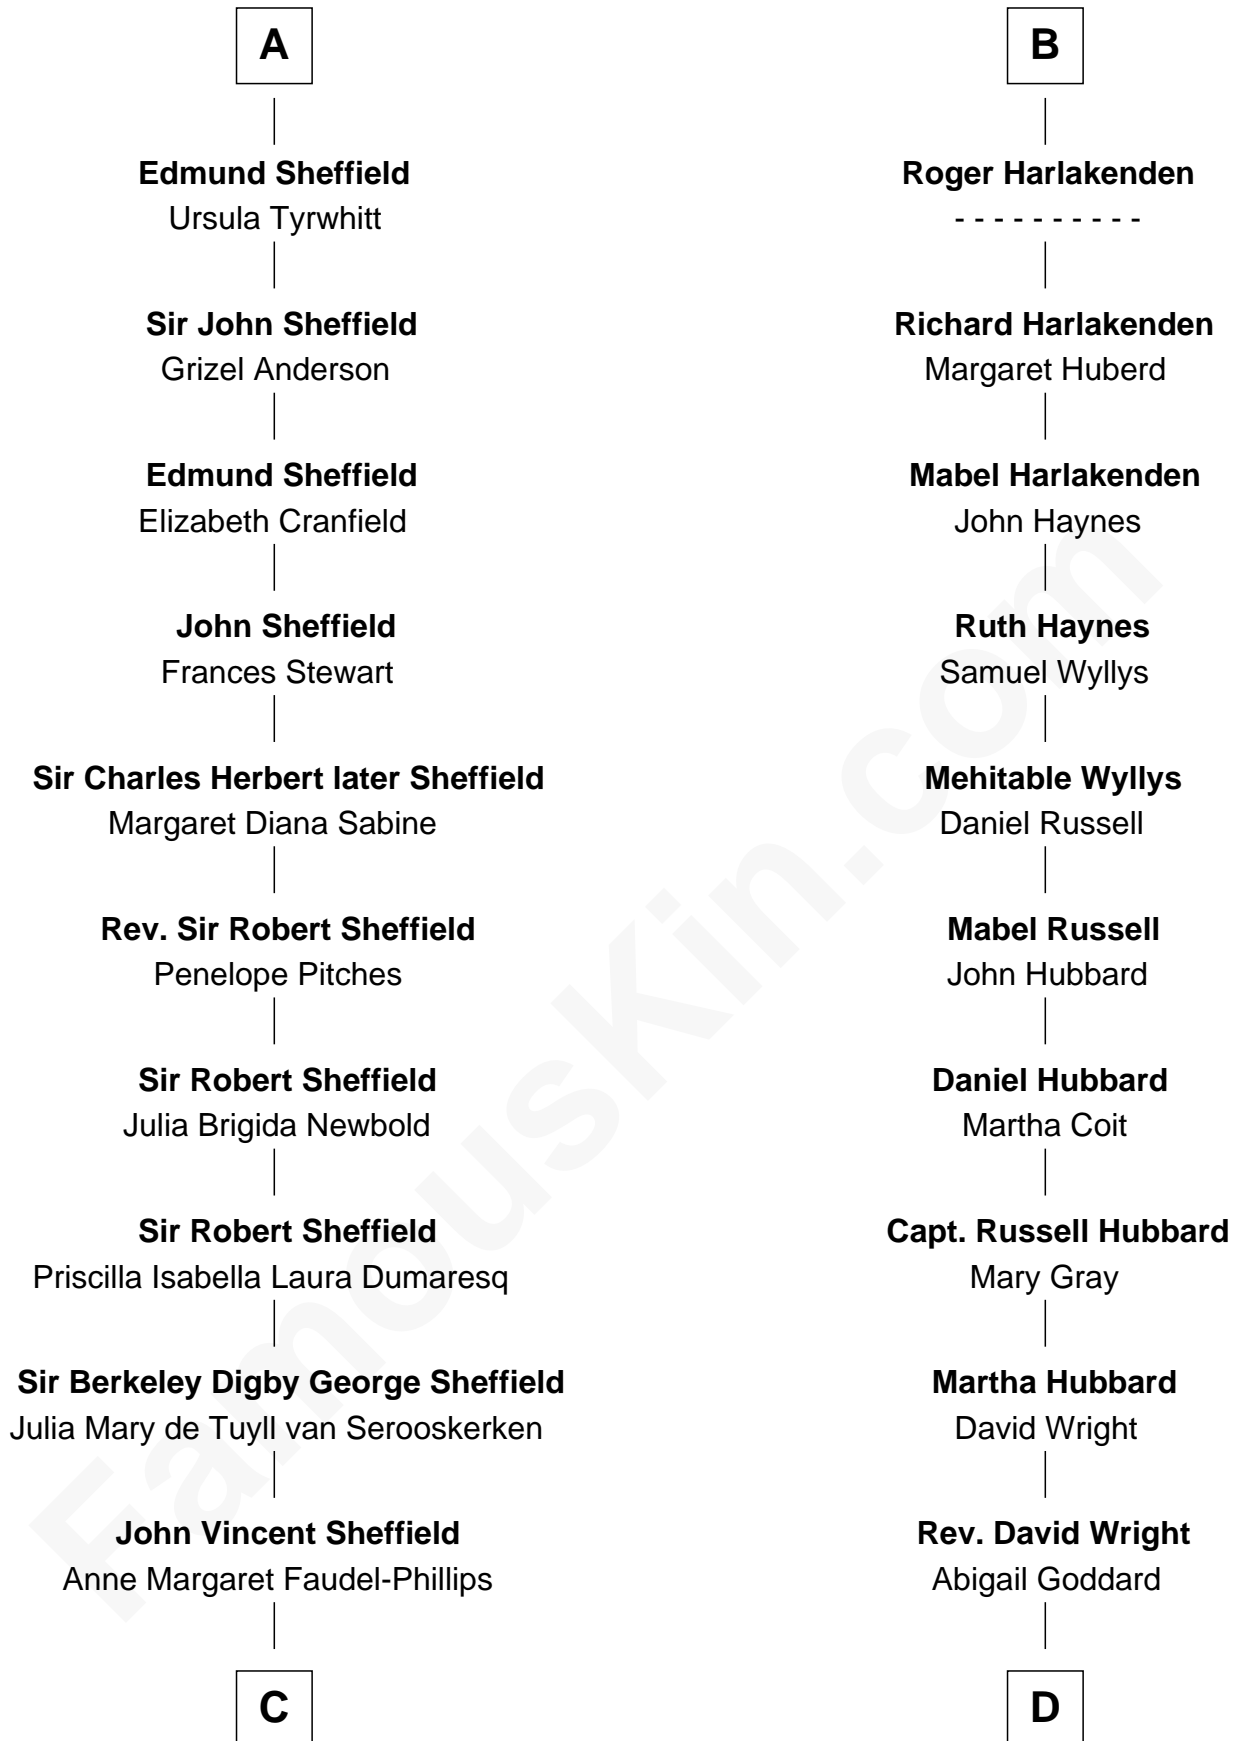 A
Edmund Sheffield
Ursula Tyrwhitt
Sir John Sheffield
Grizel Anderson
Edmund Sheffield
Elizabeth Cranfield
John Sheffield
Frances Stewart
Sir Charles Herbert later Sheffield
Margaret Diana Sabine
Rev. Sir Robert Sheffield
Penelope Pitches
Sir Robert Sheffield
Julia Brigida Newbold
Sir Robert Sheffield
Priscilla Isabella Laura Dumaresq
Sir Berkeley Digby George Sheffield
Julia Mary de Tuyll van Serooskerken
John Vincent Sheffield
Anne Margaret Faudel-Phillips
C
B
Roger Harlakenden
- - - - - - - - - -
Richard Harlakenden
Margaret Huberd
Mabel Harlakenden
John Haynes
Ruth Haynes
Samuel Wyllys
Mehitable Wyllys
Daniel Russell
Mabel Russell
John Hubbard
Daniel Hubbard
Martha Coit
Capt. Russell Hubbard
Mary Gray
Martha Hubbard
David Wright
Rev. David Wright
Abigail Goddard
D
FamousKin.com